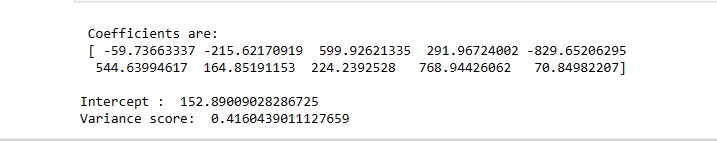 Coefficients are:
[ -59.73663337 -215.62170919 599.92621335 291.96724002 -829.65206295
544.63994617 164.85191153 224.2392528 768.94426062 70.84982207]
Intercept : 152.89009028286725
Variance score: 0.4160439011127659